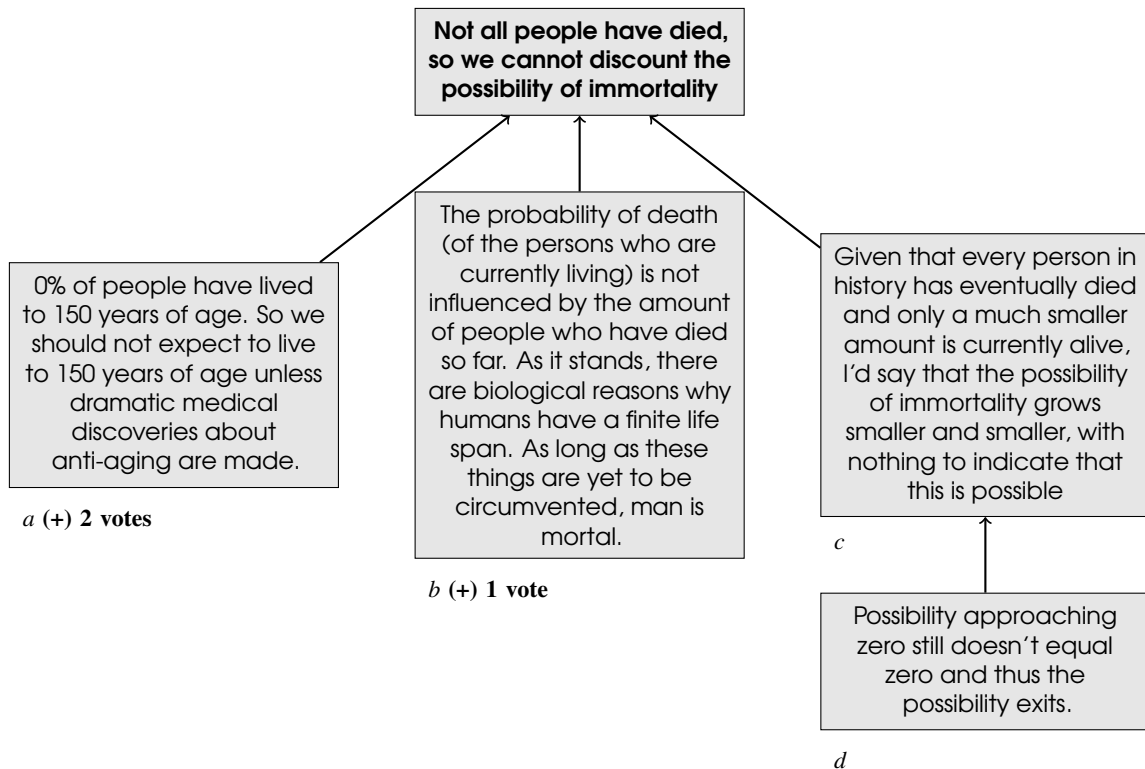 Not all people have died,
so we cannot discount the
possibility of immortality
0% of people have lived
to 150 years of age. So we
should not expect to live
to 150 years of age unless
dramatic medical
discoveries about
anti-aging are made.
a (+) 2 votes
The probability of death
(of the persons who are
currently living) is not
influenced by the amount
of people who have died
so far. As it stands, there
are biological reasons why
humans have a finite life
span. As long as these
things are yet to be
circumvented, man is
mortal.
b (+) 1 vote
Given that every person in
history has eventually died
and only a much smaller
amount is currently alive,
I'd say that the possibility
of immortality grows
smaller and smaller, with
nothing to indicate that
this is possible
c
Possibility approaching
zero still doesn't equal
zero and thus the
possibility exits.
d